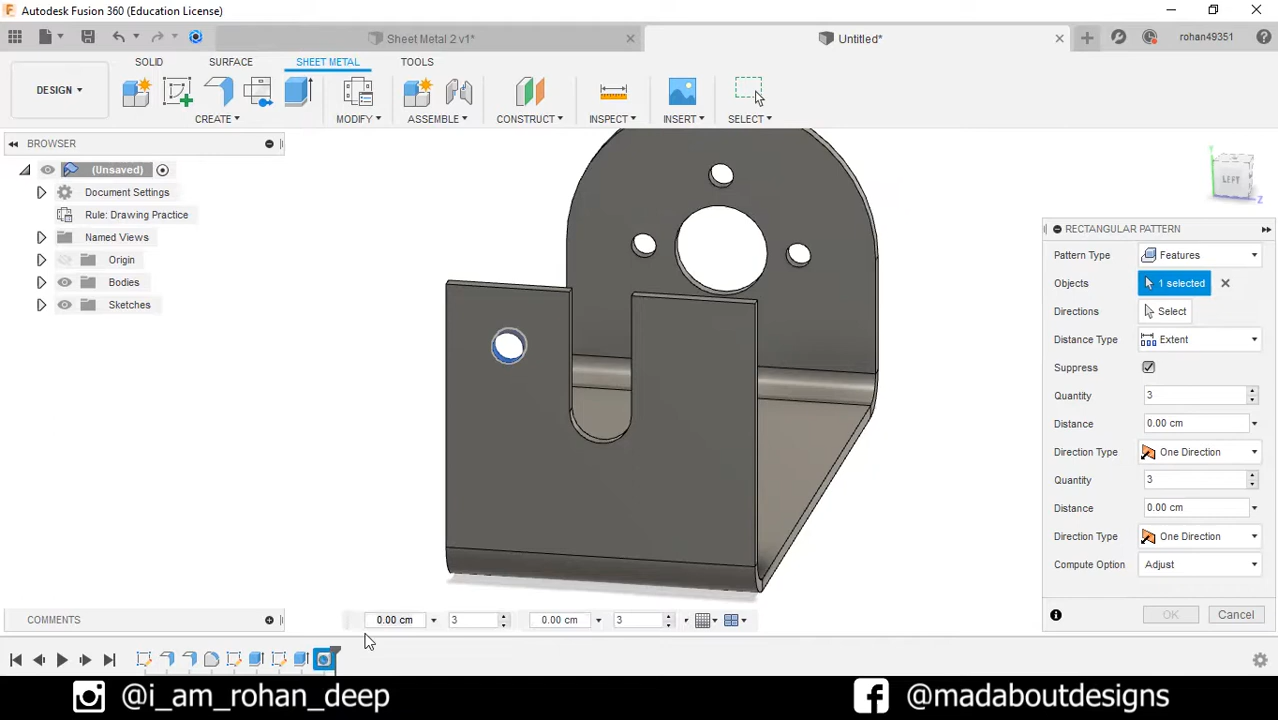 Autodesk Fusion 360 (Education License)
Sheet Metal 2 v1*
Untitled*
rohan49351
SOLID
SURFACE
SHEET METAL
TOOLS
DESIGN
CREATE
MODIFY
ASSEMBLE
CONSTRUCT
INSPECT
INSERT
SELECT
BROWSER
(Unsaved)
Document Settings
Rule: Drawing Practice
Named Views
Origin
Bodies
Sketches
Y
LEFT
Z
RECTANGULAR PATTERN
Pattern Type Features
Objects 1 selected
Directions Select
Distance Type Extent
Suppress
Quantity 3
Distance 0.00 cm
Direction Type One Direction
Quantity 3
Distance 0.00 cm
Direction Type One Direction
Compute Option Adjust
OK Cancel
COMMENTS
0.00 cm 3 0.00 cm 3
@i_am_rohan_deep @madaboutdesigns